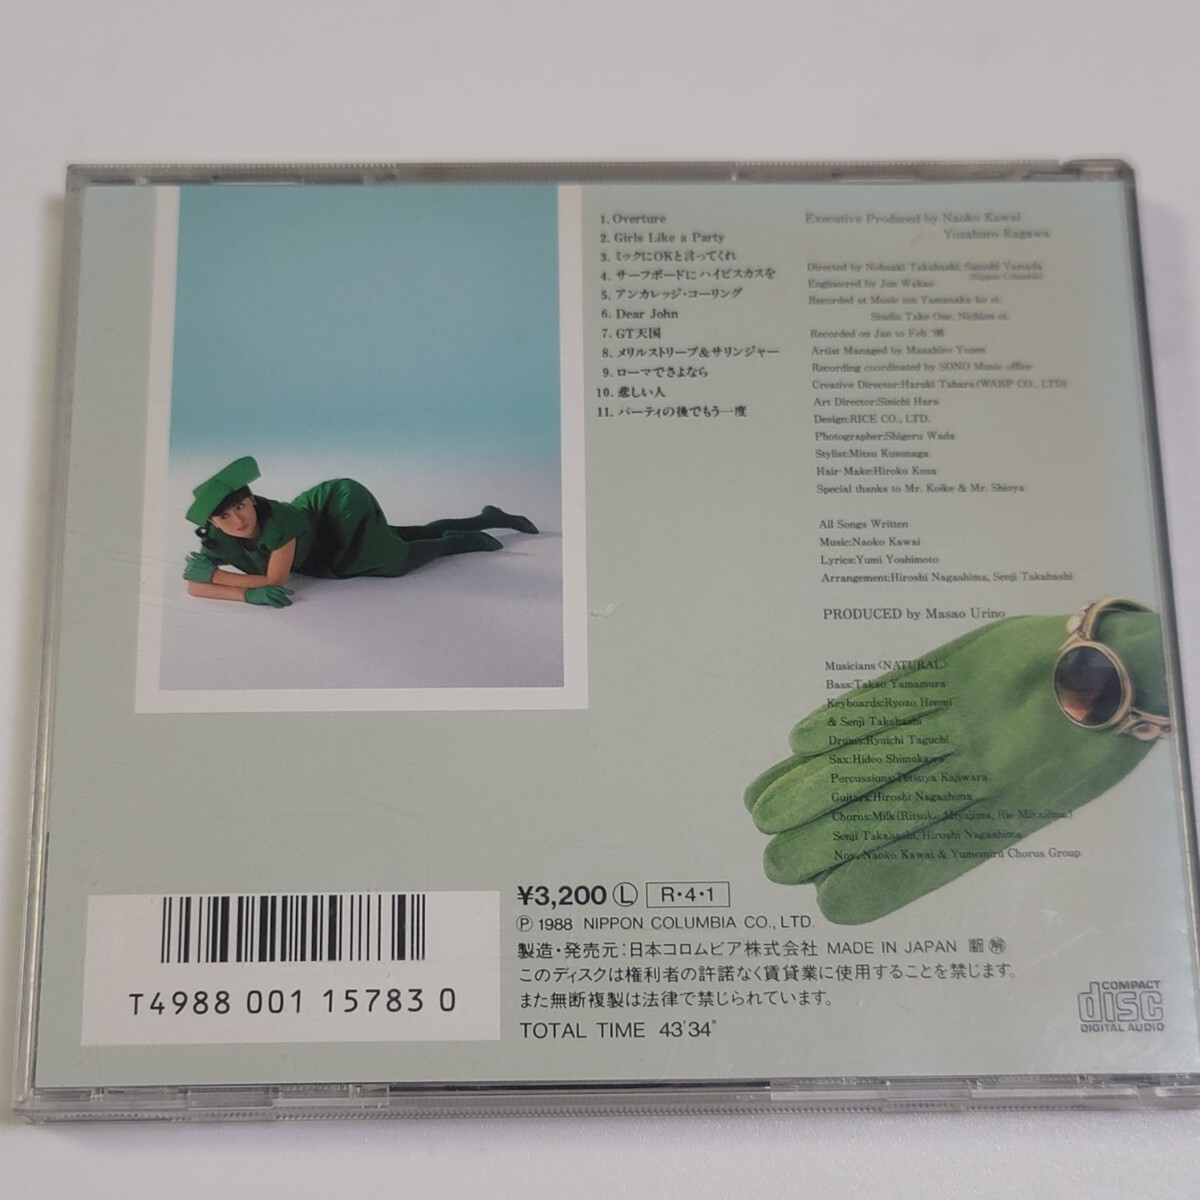 1. Overture
2. Girls Like a Party
3. ミックにOKと言ってくれ
4. サーフボードにハイビスカスを
5. アンカレッジ・コーリング
6. Dear John
7. GT天国
8. メリルストリープ&サリンジャー
9. ローマでさよなら
10. 悲しい人
11. パーティの後でもう一度
Executive Produced by Naoko Kawai
Yozaburo Kagawa
Directed by Nobuaki Takahashi, Satoshi Yamada
(Nippon Columbia)
Engineered by Jun Wakao
Recorded at Music inn Yamanaka-ko st.
Studio Take One, Nichion st.
Recorded on Jan to Feb '88
Artist Managed by Masahiro Yozen
Recording coordinated by SONO Music office
Creative Director:Haruki Tahara(WARP CO., LTD)
Art Director:Sinichi Hara
Design:RICE CO., LTD.
Photographer:Shigeru Wada
Stylist:Mitsu Kusunaga
Hair-Make:Hiroko Kosa
Special thanks to Mr. Koike & Mr. Shioya
All Songs Written
Music:Naoko Kawai
Lyrics:Yumi Yoshimoto
Arrangement:Hiroshi Nagashima, Senji Takahashi
PRODUCED by Masao Urino
Musicians〈NATURAL〉
Bass:Takao Yamamura
Keyboards:Ryozo Henmi
& Senji Takahashi
Drums:Ryuichi Taguchi
Sax:Hideo Shimokawa
Percussions:Tetsuya Kajiwara
Guitars:Hiroshi Nagashima
Chorus:Milk(Ritsuko Miyajima, Rie Miyajima)
Senji Takahashi, Hiroshi Nagashima
Noy, Naoko Kawai & Yumemiru Chorus Group
¥3,200 Ⓛ R・4・1
Ⓟ 1988 NIPPON COLUMBIA CO., LTD.
製造・発売元:日本コロムビア株式会社 MADE IN JAPAN
このディスクは権利者の許諾なく賃貸業に使用することを禁じます。
また無断複製は法律で禁じられています。
TOTAL TIME 43'34"
T4988 001 115783 0
COMPACT
disc
DIGITAL AUDIO